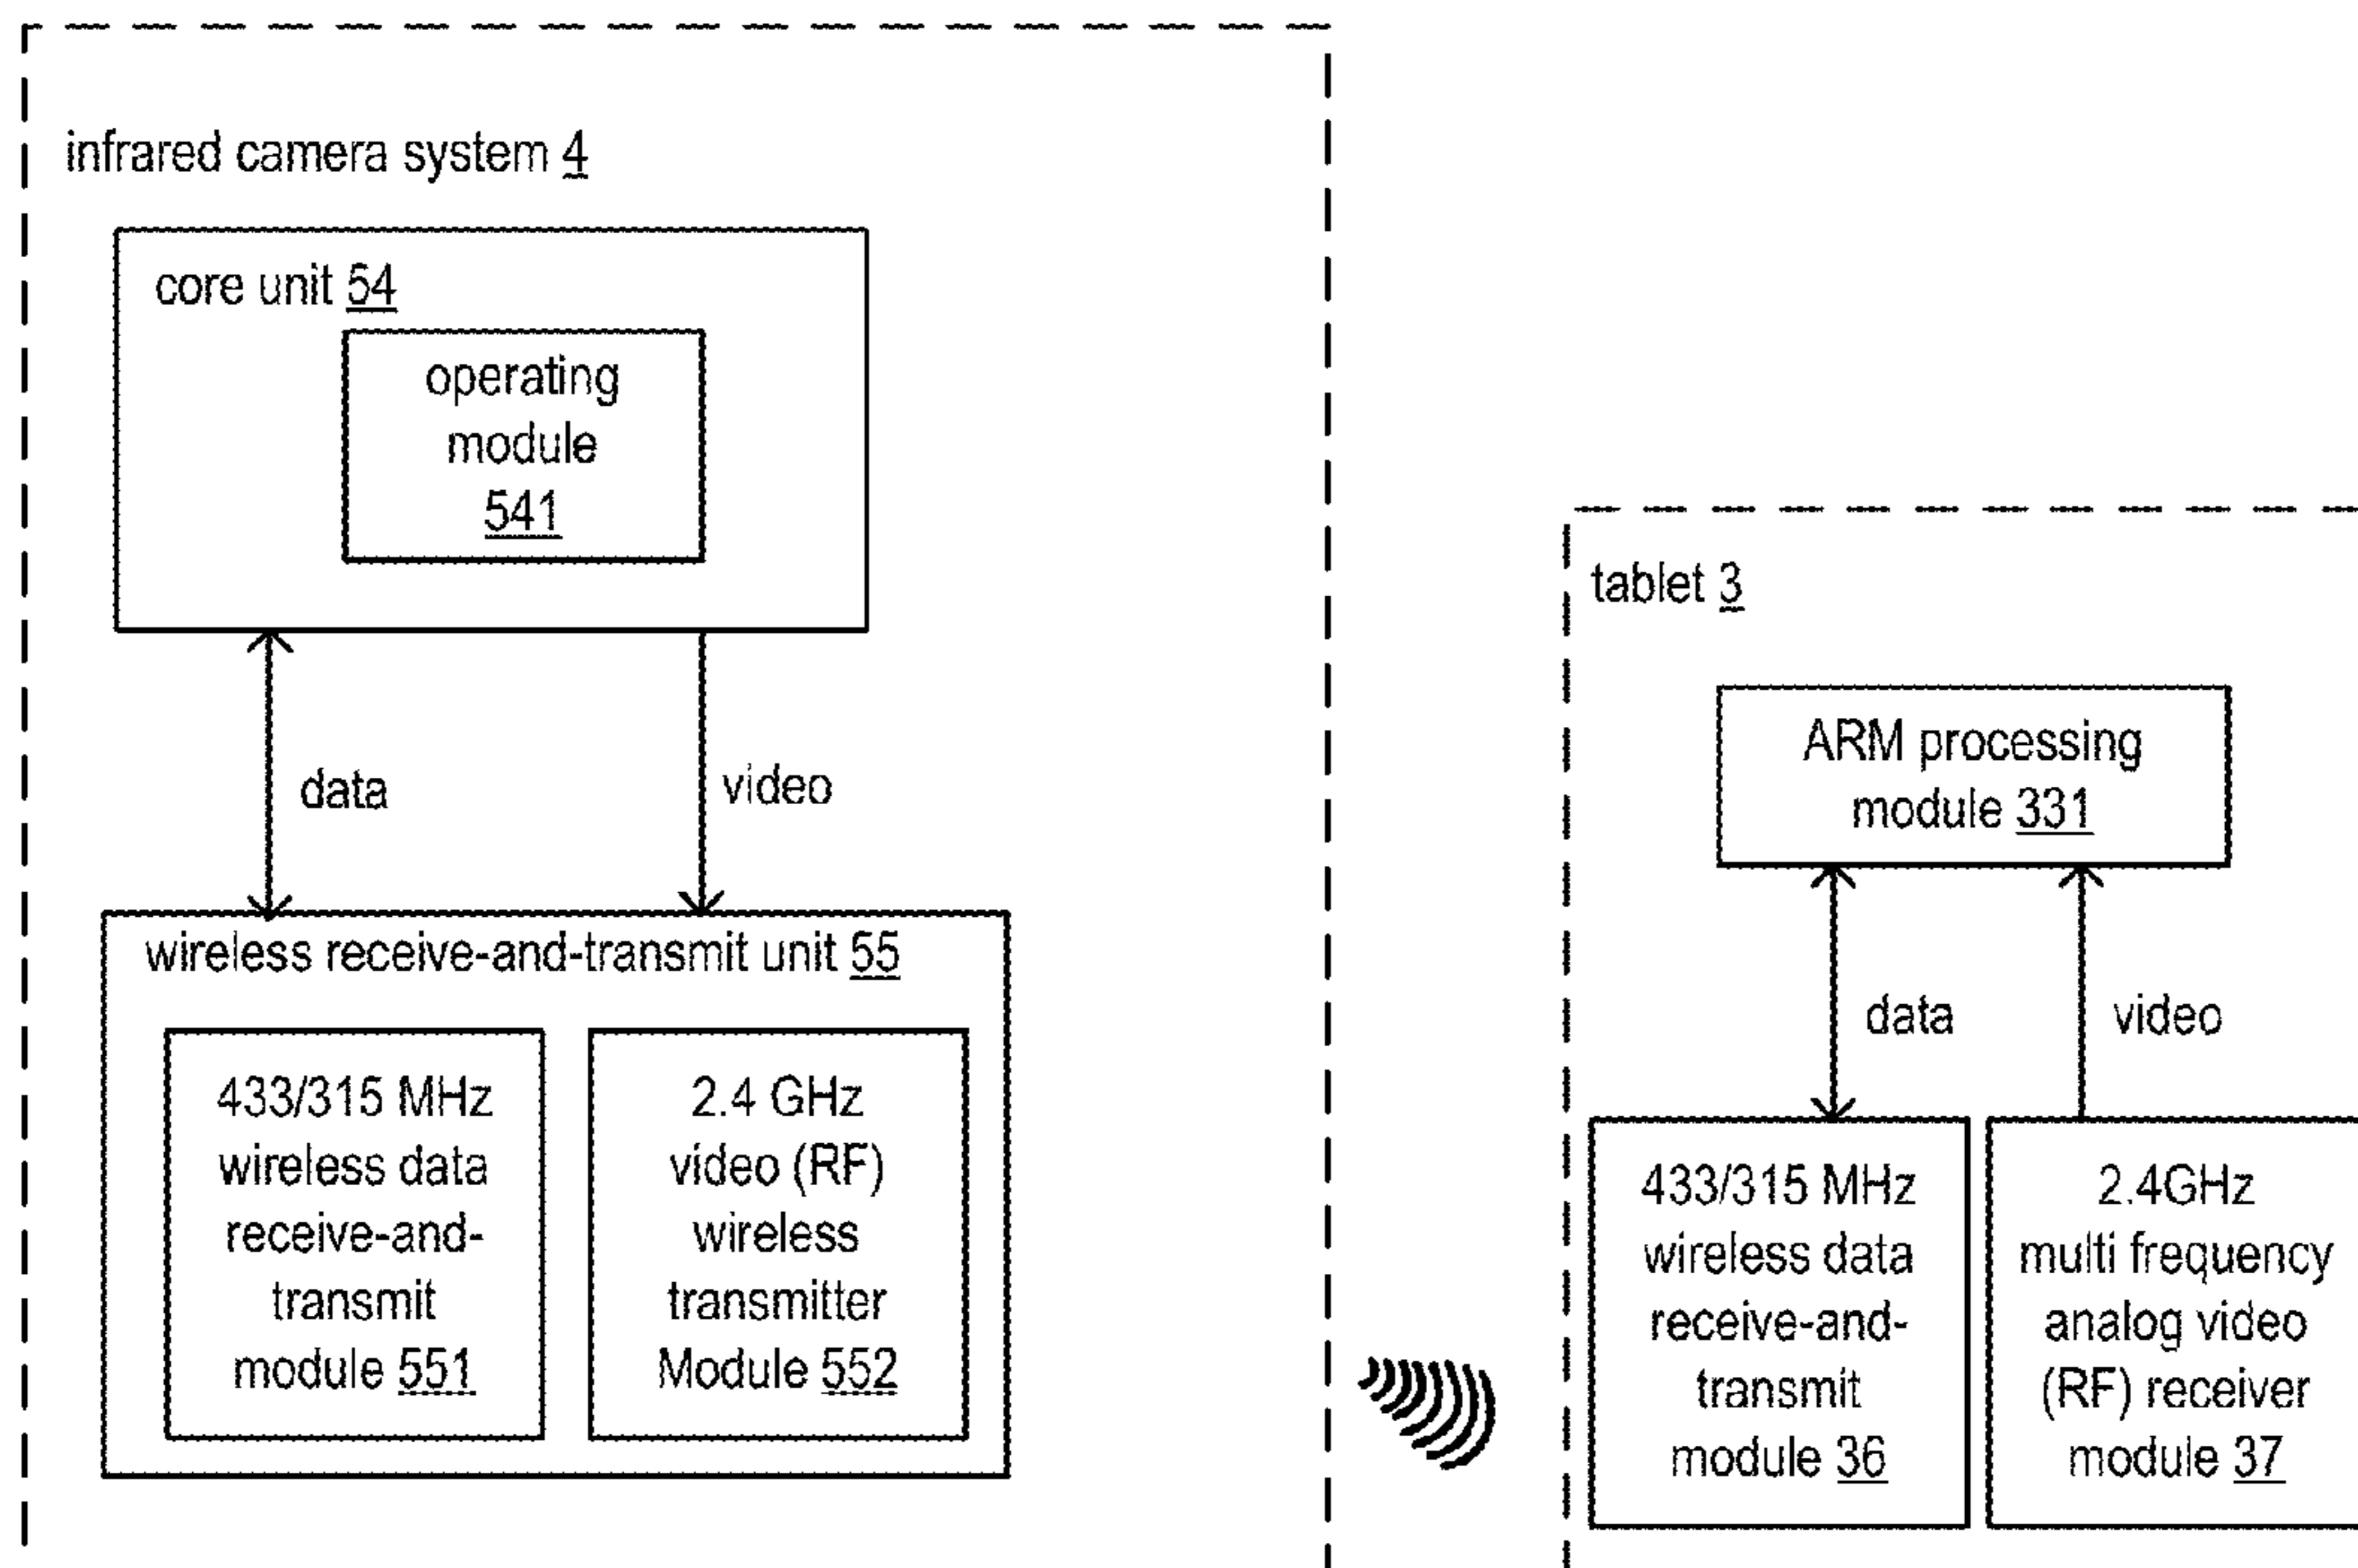 infrared camera system 4
core unit 54
operating
module
541
data
video
wireless receive-and-transmit unit 55
433/315 MHz
wireless data
receive-and-
transmit
module 551
2.4 GHz
video (RF)
wireless
transmitter
Module 552
tablet 3
ARM processing
module 331
data
video
433/315 MHz
wireless data
receive-and-
transmit
module 36
2.4GHz
multi frequency
analog video
(RF) receiver
module 37